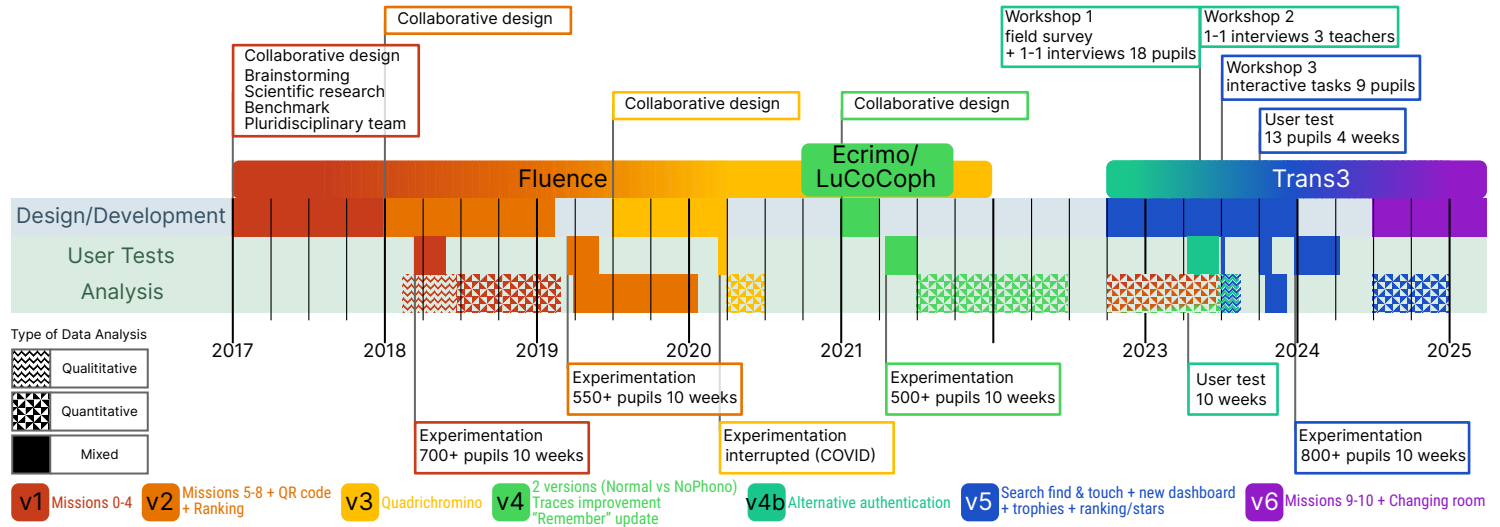 Collaborative design
Workshop 1
field survey
+ 1-1 interviews 18 pupils
Workshop 2
1-1 interviews 3 teachers
Collaborative design
Brainstorming
Scientific research
Benchmark
Pluridisciplinary team
Workshop 3
interactive tasks 9 pupils
Collaborative design
Collaborative design
User test
13 pupils 4 weeks
Fluence
Ecrimo/
LuCoCoph
Trans3
Design/Development
User Tests
Analysis
Type of Data Analysis
Qualititative
Quantitative
Mixed
2017
2018
2019
2020
2021
2023
2024
2025
Experimentation
550+ pupils 10 weeks
Experimentation
500+ pupils 10 weeks
User test
10 weeks
Experimentation
700+ pupils 10 weeks
Experimentation
interrupted (COVID)
Experimentation
800+ pupils 10 weeks
v1
Missions 0-4
v2
Missions 5-8 + QR code
+ Ranking
v3
Quadrichromino
v4
2 versions (Normal vs NoPhono)
Traces improvement
"Remember" update
v4b
Alternative authentication
v5
Search find & touch + new dashboard
+ trophies + ranking/stars
v6
Missions 9-10 + Changing room